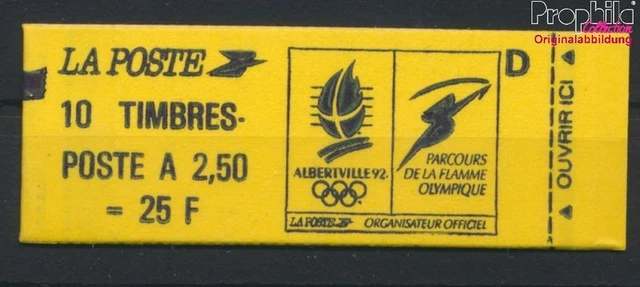 Prophila
Collection
Originalabbildung
LA POSTE
10 TIMBRES-
POSTE A 2,50
= 25 F
ALBERTVILLE 92
PARCOURS
DE LA FLAMME
OLYMPIQUE
LA POSTE ORGANISATEUR OFFICIEL
D
OUVRIR ICI